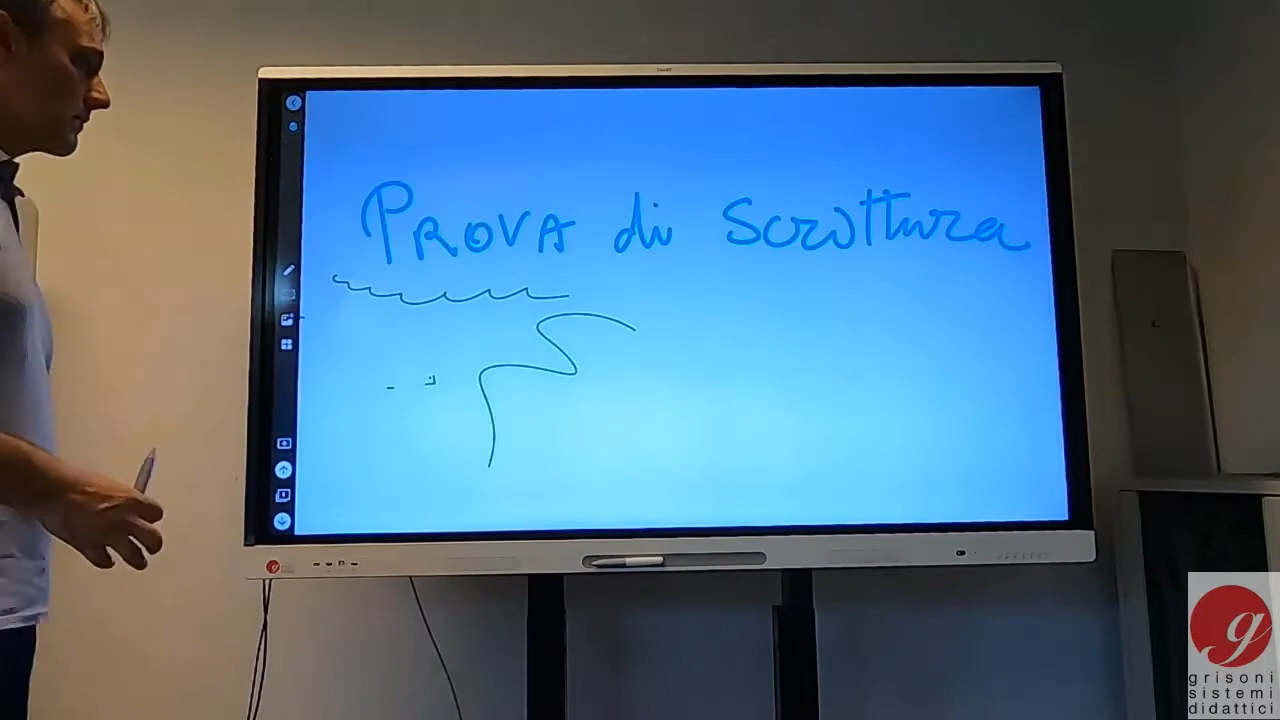 PROVA di Scrittura
g
grisoni
sistemi
didattici